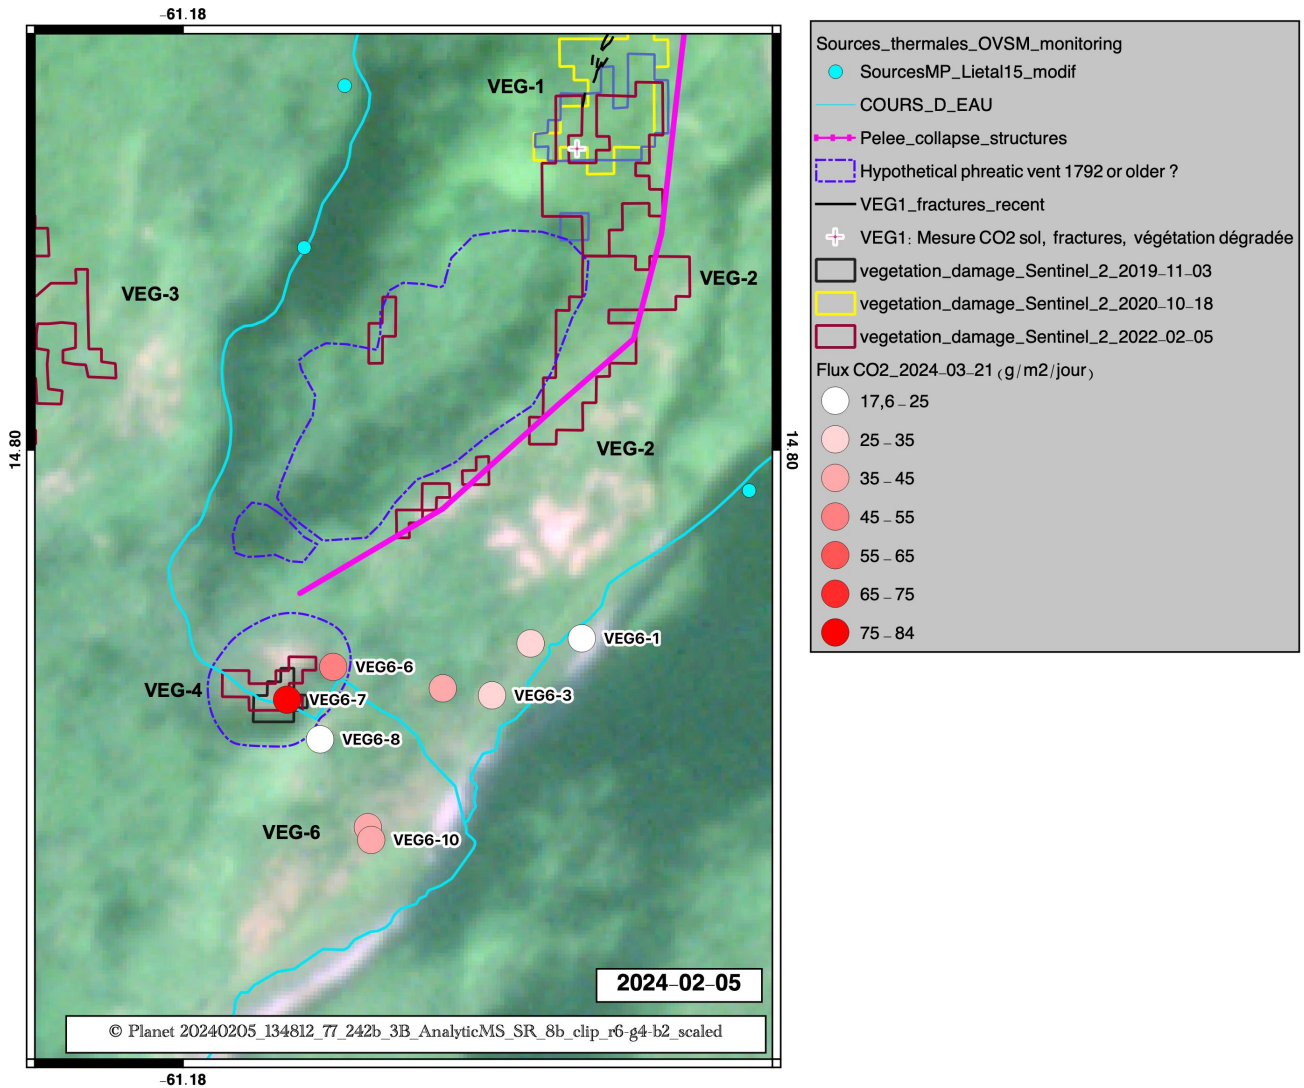 −61.18
Sources_thermales_OVSM_monitoring
SourcesMP_Lietal15_modif
COURS_D_EAU
Pelee_collapse_structures
Hypothetical phreatic vent 1792 or older ?
VEG1_fractures_recent
VEG1: Mesure CO2 sol, fractures, végétation dégradée
vegetation_damage_Sentinel_2_2019−11−03
vegetation_damage_Sentinel_2_2020−10−18
vegetation_damage_Sentinel_2_2022−02−05
Flux CO2_2024−03−21 (g/m2/jour)
17,6 − 25
25 − 35
35 − 45
45 − 55
55 − 65
65 − 75
75 − 84
VEG-1
VEG-2
VEG-3
14.80
14.80
VEG-2
VEG6-1
VEG6-6
VEG-4
VEG6-7
VEG6-3
VEG6-8
VEG-6
VEG6-10
2024−02−05
© Planet 20240205_134812_77_242b_3B_AnalyticMS_SR_8b_clip_r6-g4-b2_scaled
−61.18